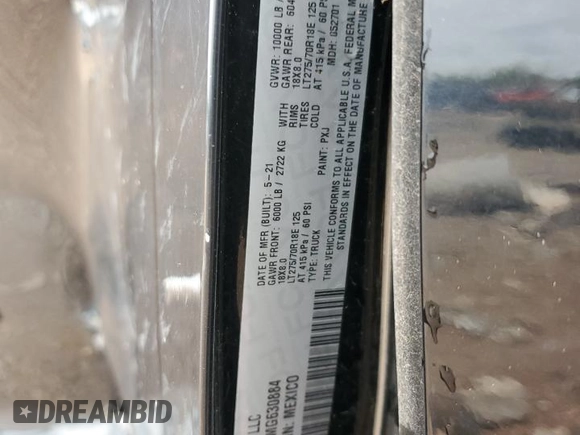 LLC
MG630884
IN: MEXICO
DATE OF MFR (BUILT): 5-21
GVWR: 10000 LB /
GAWR FRONT: 6000 LB / 2722 KG WITH
GAWR REAR: 604
18X8.0 RIMS 18X8.0
LT275/70R18E 125 TIRES LT275/70R18E 125
AT 415 kPa / 60 PSI COLD AT 415 kPa / 60 P
TYPE: TRUCK PAINT: PXJ MDH: 052701
THIS VEHICLE CONFORMS TO ALL APPLICABLE U.S.A. FEDERAL M
STANDARDS IN EFFECT ON THE DATE OF MANUFACTURE
DREAMBID